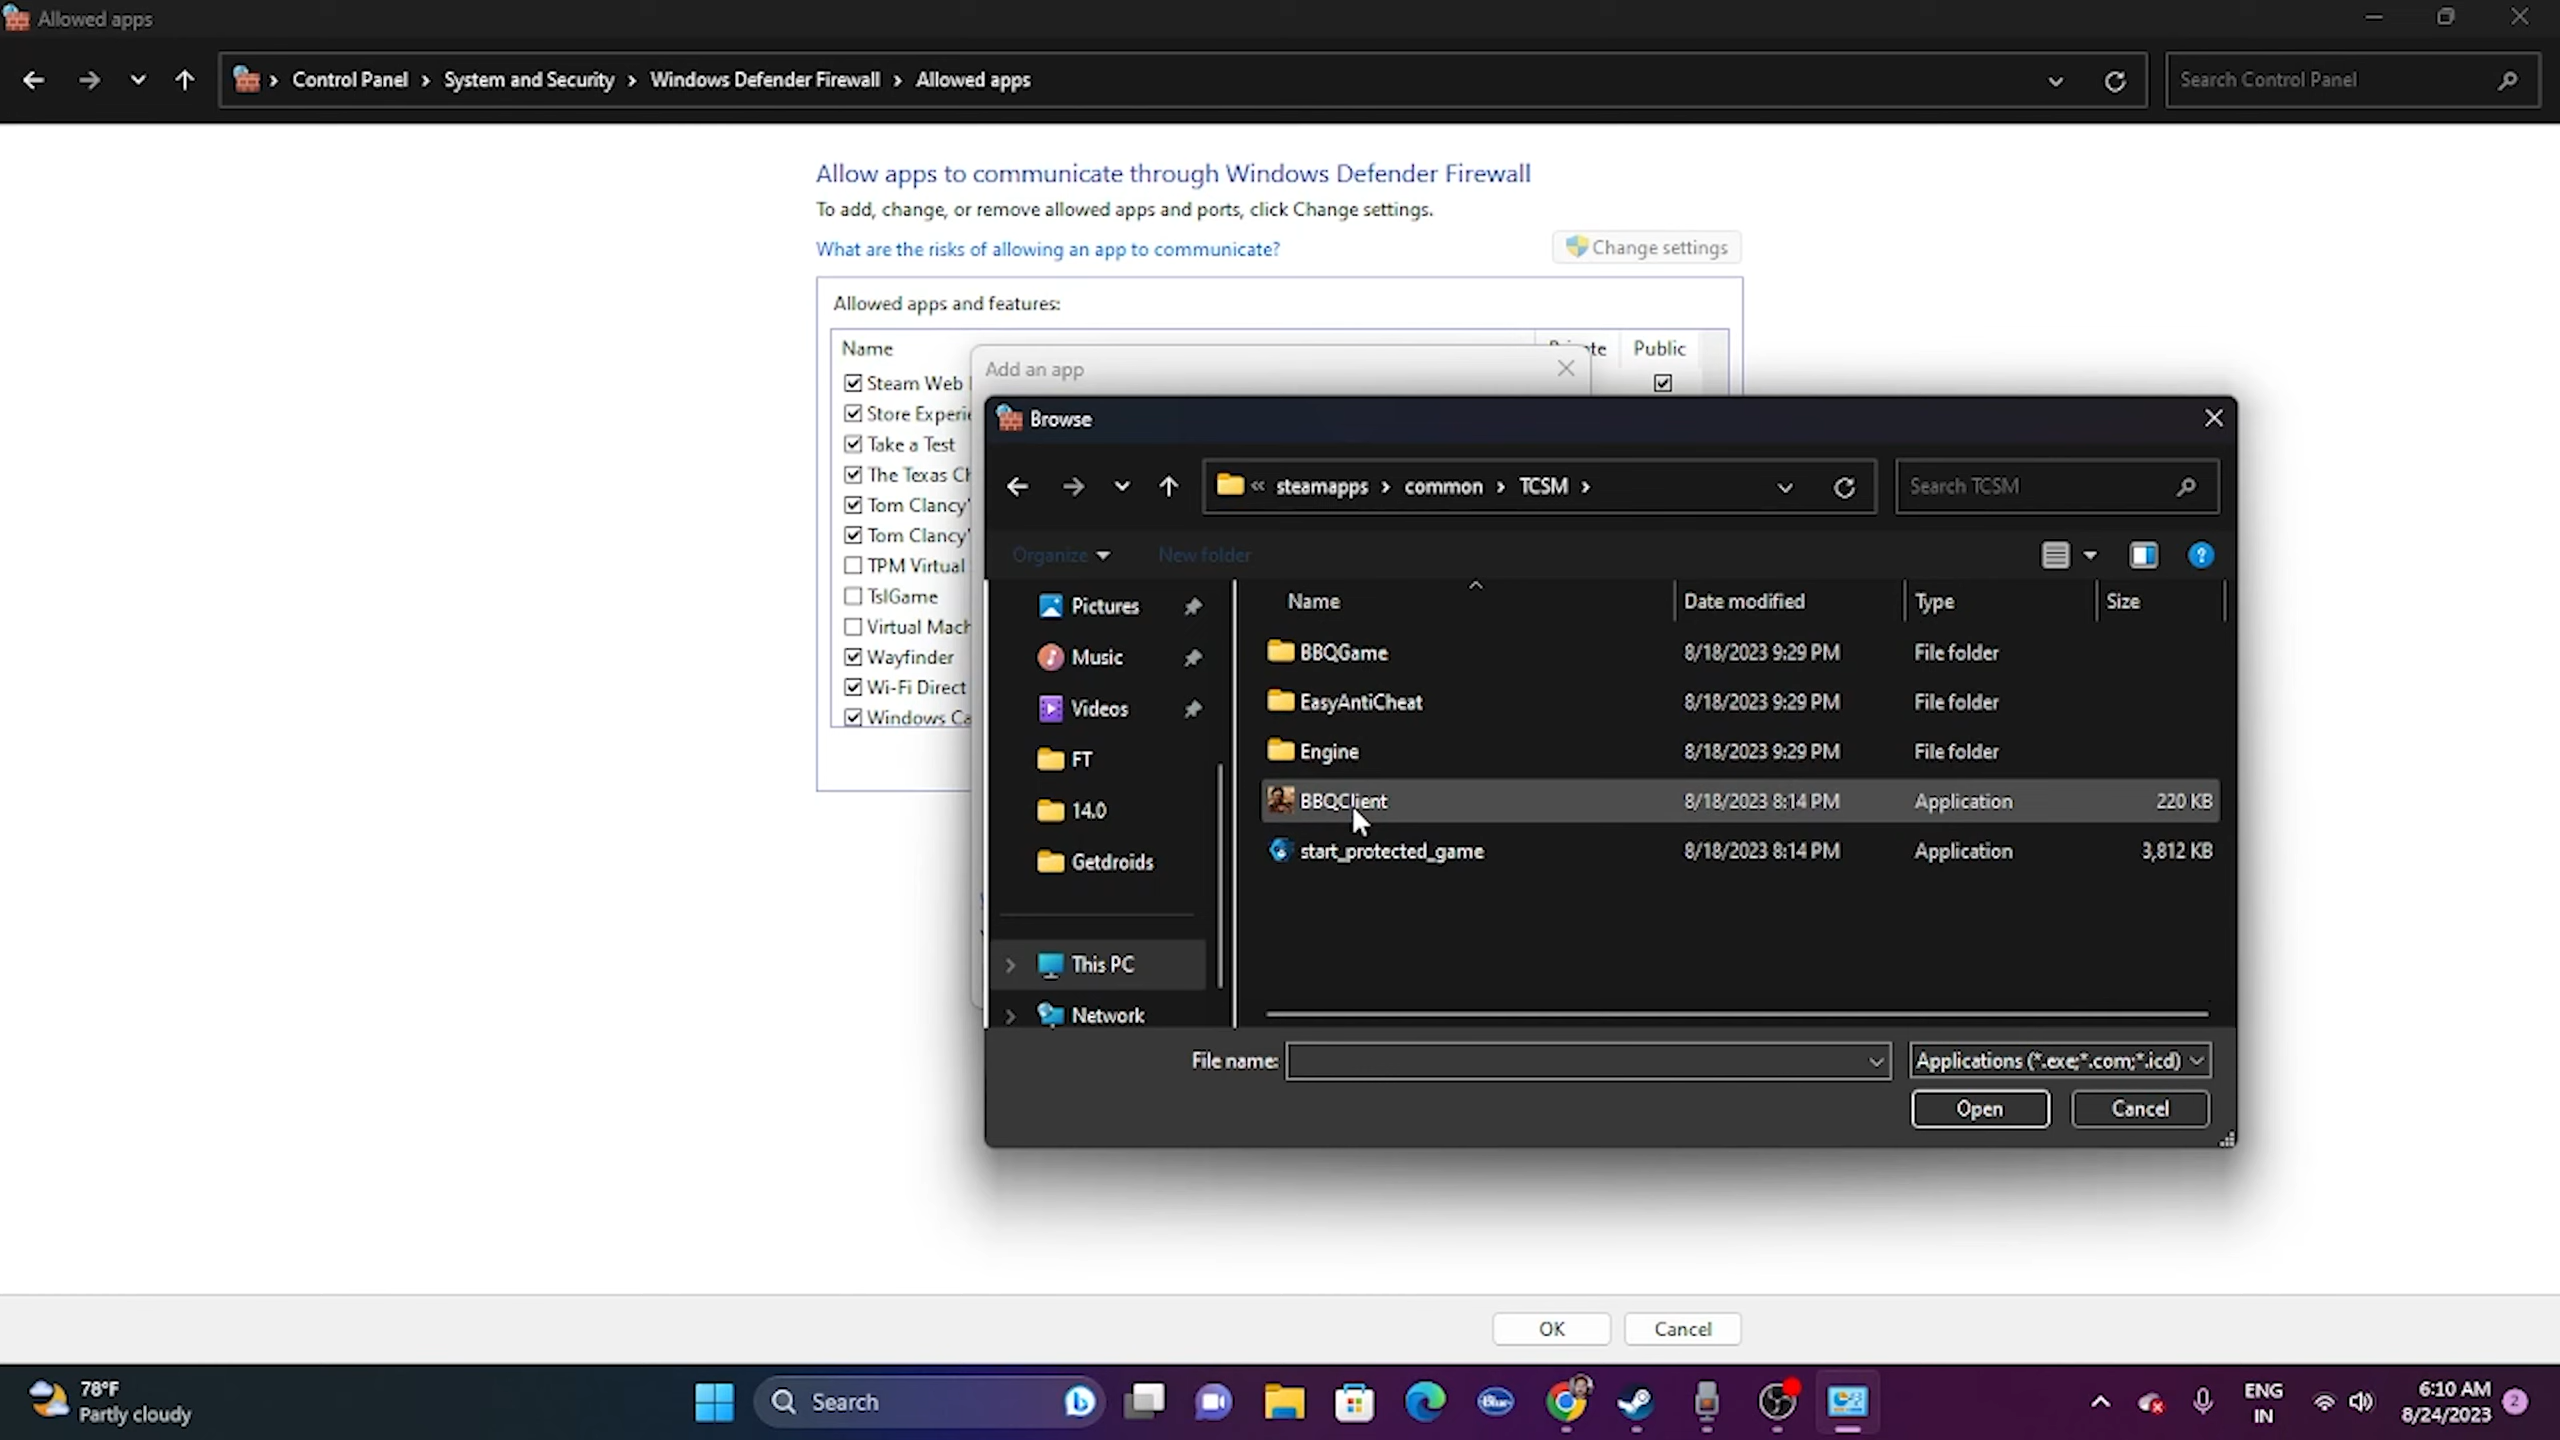 Allowed apps
Control Panel > System and Security > Windows Defender Firewall > Allowed apps
Search Control Panel
Allow apps to communicate through Windows Defender Firewall
To add, change, or remove allowed apps and ports, click Change settings.
What are the risks of allowing an app to communicate?
Change settings
Allowed apps and features:
Name
Public
Add an app
Steam Web
Store
Take a Test
The Texas
Tom Clancy'
Tom Clancy'
TPM Virtual
TslGame
Virtual
Wayfinder
Wi-Fi Direct
Windows
Browse
« steamapps > common > TCSM >
Search TCSM
Organize
New folder
Pictures
Music
Videos
FT
14.0
Getdroids
This PC
Network
Name Date modified Type Size
BBQGame 8/18/2023 9:29 PM File folder
EasyAntiCheat 8/18/2023 9:29 PM File folder
Engine 8/18/2023 9:29 PM File folder
BBQClient 8/18/2023 8:14 PM Application 220 KB
start_protected_game 8/18/2023 8:14 PM Application 3,812 KB
File name:
Applications (*.exe;*.com;*.icd)
Open
Cancel
OK
Cancel
78°F
Partly cloudy
Search
Blue
ENG
IN
6:10 AM
8/24/2023
2